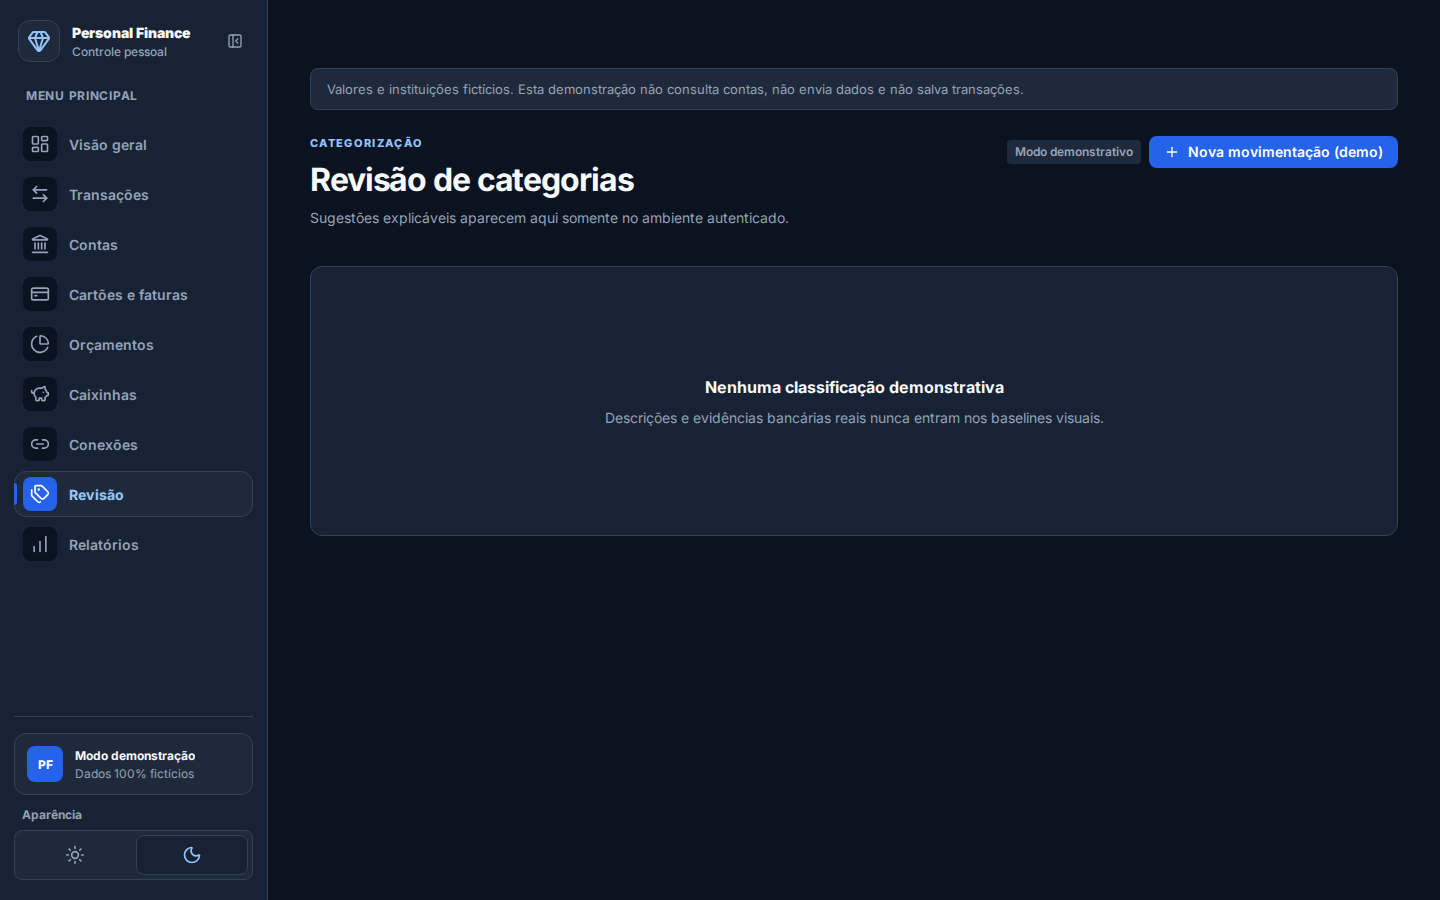 Personal Finance
Controle pessoal
MENU PRINCIPAL
Visão geral
Transações
Contas
Cartões e faturas
Orçamentos
Caixinhas
Conexões
Revisão
Relatórios
PF
Modo demonstração
Dados 100% fictícios
Aparência
Valores e instituições fictícios. Esta demonstração não consulta contas, não envia dados e não salva transações.
CATEGORIZAÇÃO
Revisão de categorias
Sugestões explicáveis aparecem aqui somente no ambiente autenticado.
Modo demonstrativo
Nova movimentação (demo)
Nenhuma classificação demonstrativa
Descrições e evidências bancárias reais nunca entram nos baselines visuais.